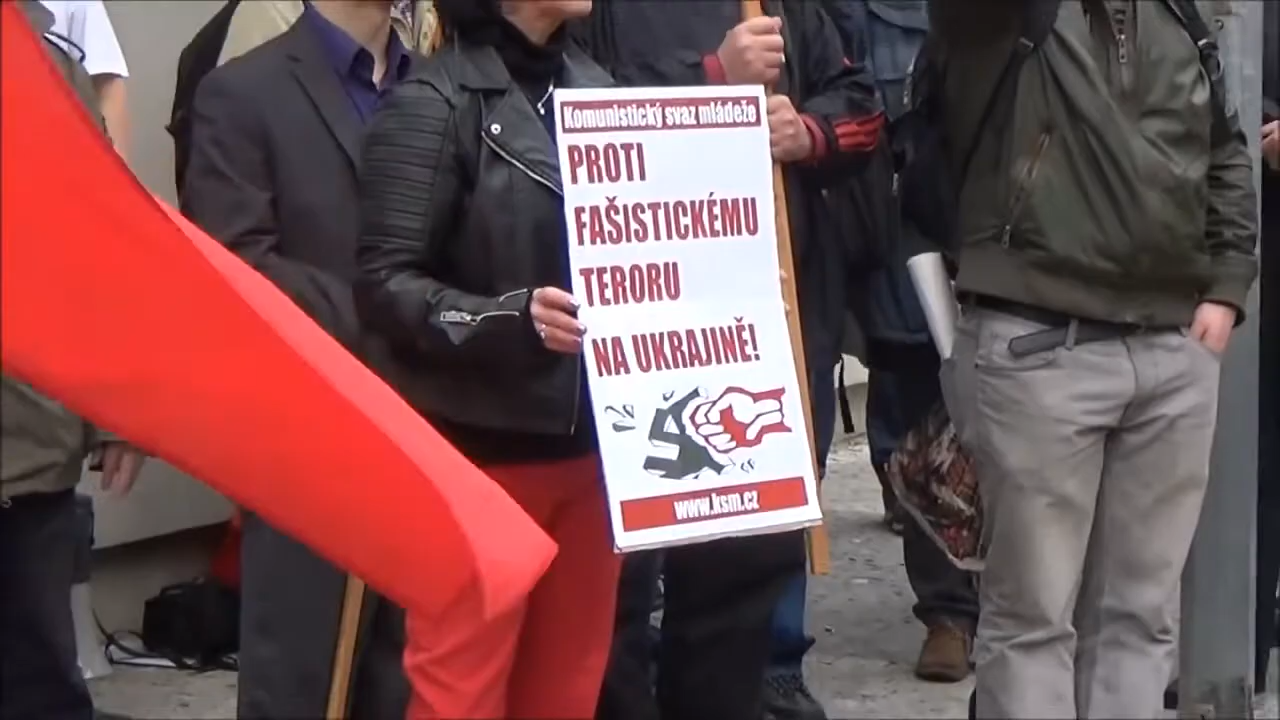 Komunistický svaz mládeže
PROTI
FAŠISTICKÉMU
TERORU
NA UKRAJINĚ!
www.ksm.cz